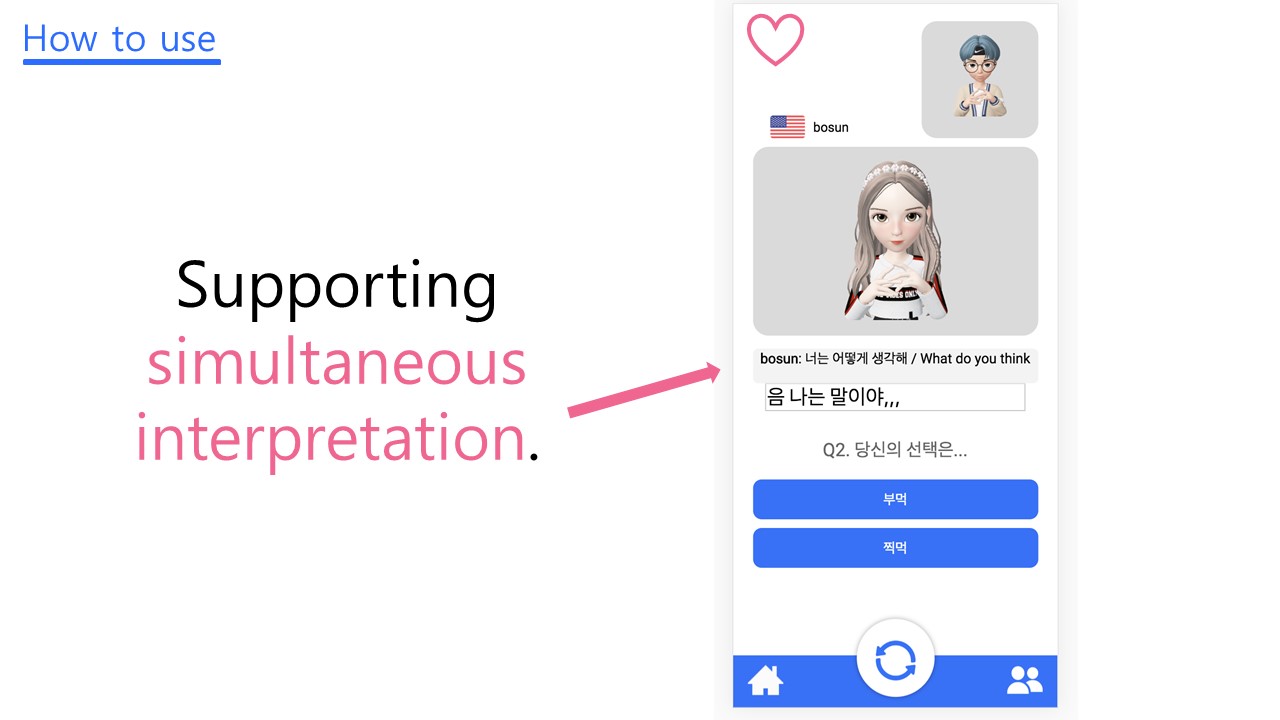 How to use
bosun
Supporting
simultaneous
interpretation.
bosun: 너는 어떻게 생각해 / What do you think
음 나는 말이야,,,
Q2. 당신의 선택은...
부먹
찍먹